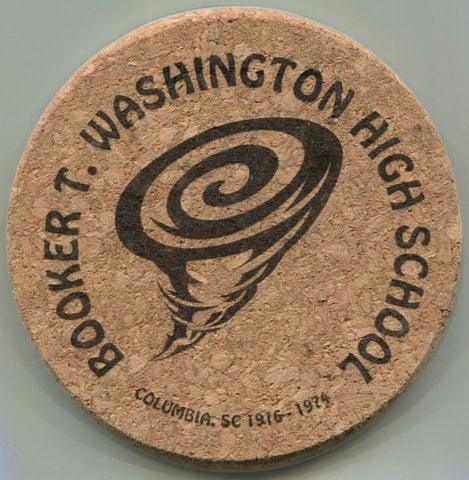 BOOKER T. WASHINGTON HIGH SCHOOL
COLUMBIA, SC 1916-1974